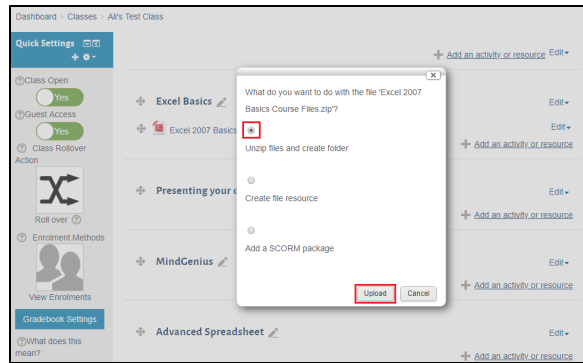 Dashboard > Classes > Ali's Test Class
Quick Settings
Add an activity or resource Edit
Class Open
Yes
Guest Access
Yes
Class Rollover
Action
Roll over
Enrolment Methods
View Enrolments
Gradebook Settings
What does this
mean?
Excel Basics
Edit
Excel 2007 Basics
Edit
Add an activity or resource
Presenting your
Edit
Add an activity or resource
MindGenius
Edit
Add an activity or resource
Advanced Spreadsheet
Edit
Add an activity or resource
What do you want to do with the file 'Excel 2007
Basics Course Files.zip'?
Unzip files and create folder
Create file resource
Add a SCORM package
Upload
Cancel